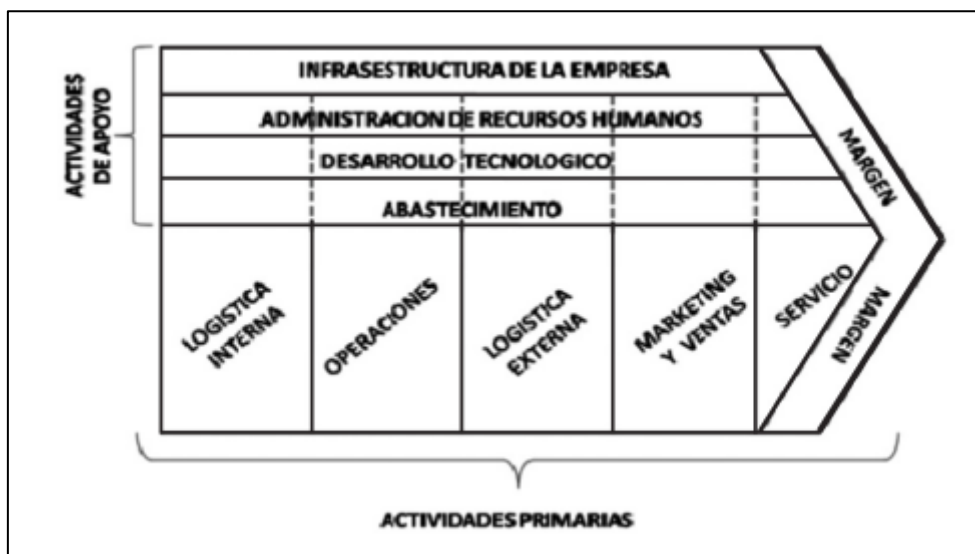 ACTIVIDADES
DE APOYO
INFRASESTRUCTURA DE LA EMPRESA
ADMINISTRACION DE RECURSOS HUMANOS
DESARROLLO TECNOLOGICO
ABASTECIMIENTO
MARGEN
LOGISTICA
INTERNA
OPERACIONES
LOGISTICA
EXTERNA
MARKETING
Y VENTAS
SERVICIO
MARGEN
ACTIVIDADES PRIMARIAS